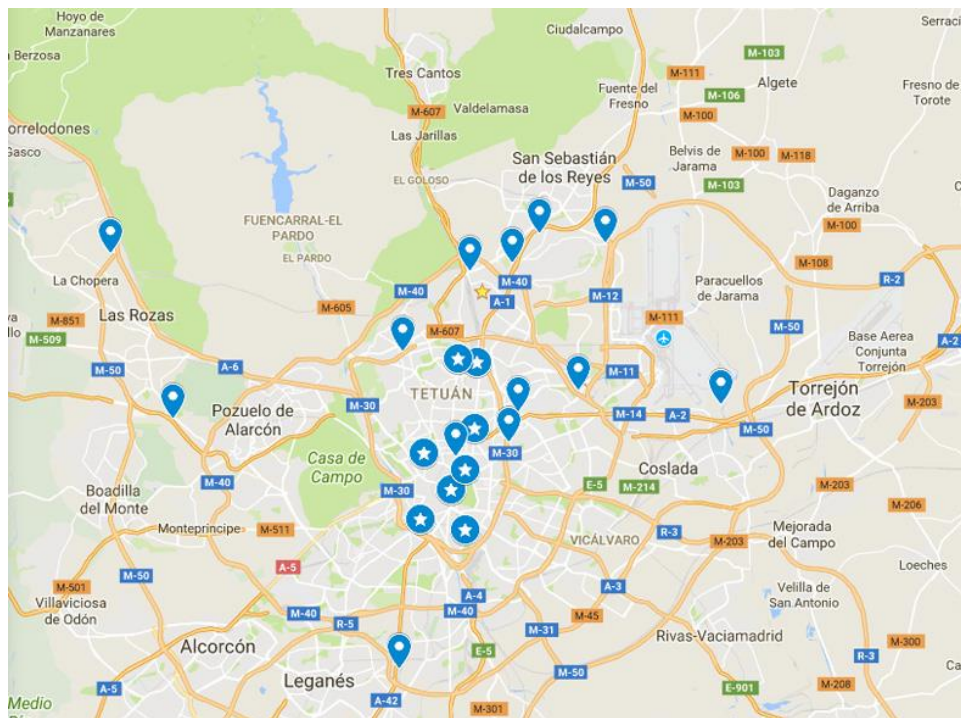 Hoyo de
Manzanares
Ciudalcampo
M-103
M-111
Algete
Tres Cantos
Berzosa
Fuente del
Fresno
M-106
Fresno de
Torote
M-607
Valdelamasa
M-100
Las Jarillas
M-100
M-118
San Sebastián
de los Reyes
Belvis de
Jarama
M-103
EL GOLOSO
M-50
Daganzo
de Arriba
M-100
FUENCARRAL-EL
PARDO
EL PARDO
M-108
La Chopera
M-40
M-40
Paracuellos
de Jarama
R-2
M-12
A-1
M-605
M-111
Las Rozas
M-851
M-509
M-607
M-50
Base Aerea
Conjunta
Torrejón
A-2
A-6
M-50
M-11
TETUÁN
Torrejón
de Ardoz
M-203
Pozuelo de
Alarcón
M-30
M-14
A-2
M-50
M-30
Casa de
Campo
Coslada
M-40
M-30
E-5
M-214
M-203
Boadilla
del Monte
M-206
Monteprincipe
M-511
R-3
M-203
Mejorada
del Campo
VICÁLVARO
Loeches
A-5
M-50
M-501
Villaviciosa
de Odón
A-3
Velilla de
San Antonio
A-4
M-40
M-40
M-45
R-5
M-31
Rivas-Vaciamadrid
M-300
Alcorcón
E-5
R-3
M-50
Leganés
M-208
A-5
A-42
E-901
M-301
Medio